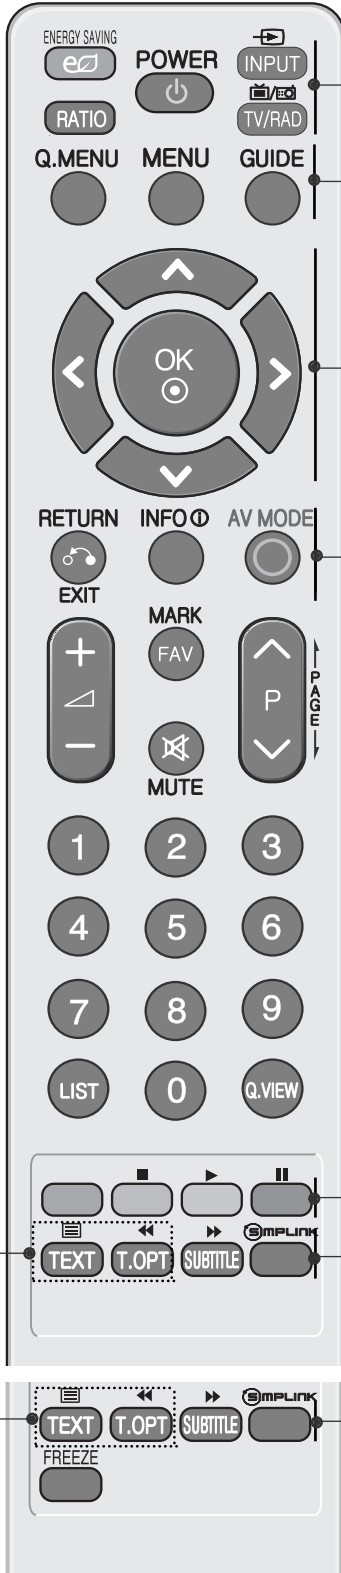 ENERGY SAVING
POWER
INPUT
RATIO
TV/RAD
Q.MENU MENU GUIDE
OK
RETURN INFO i AV MODE
EXIT
MARK
FAV
P
PAGE
MUTE
1 2 3
4 5 6
7 8 9
LIST 0 Q.VIEW
SIMPLINK
TEXT T.OPT SUBTITLE
SIMPLINK
TEXT T.OPT SUBTITLE
FREEZE